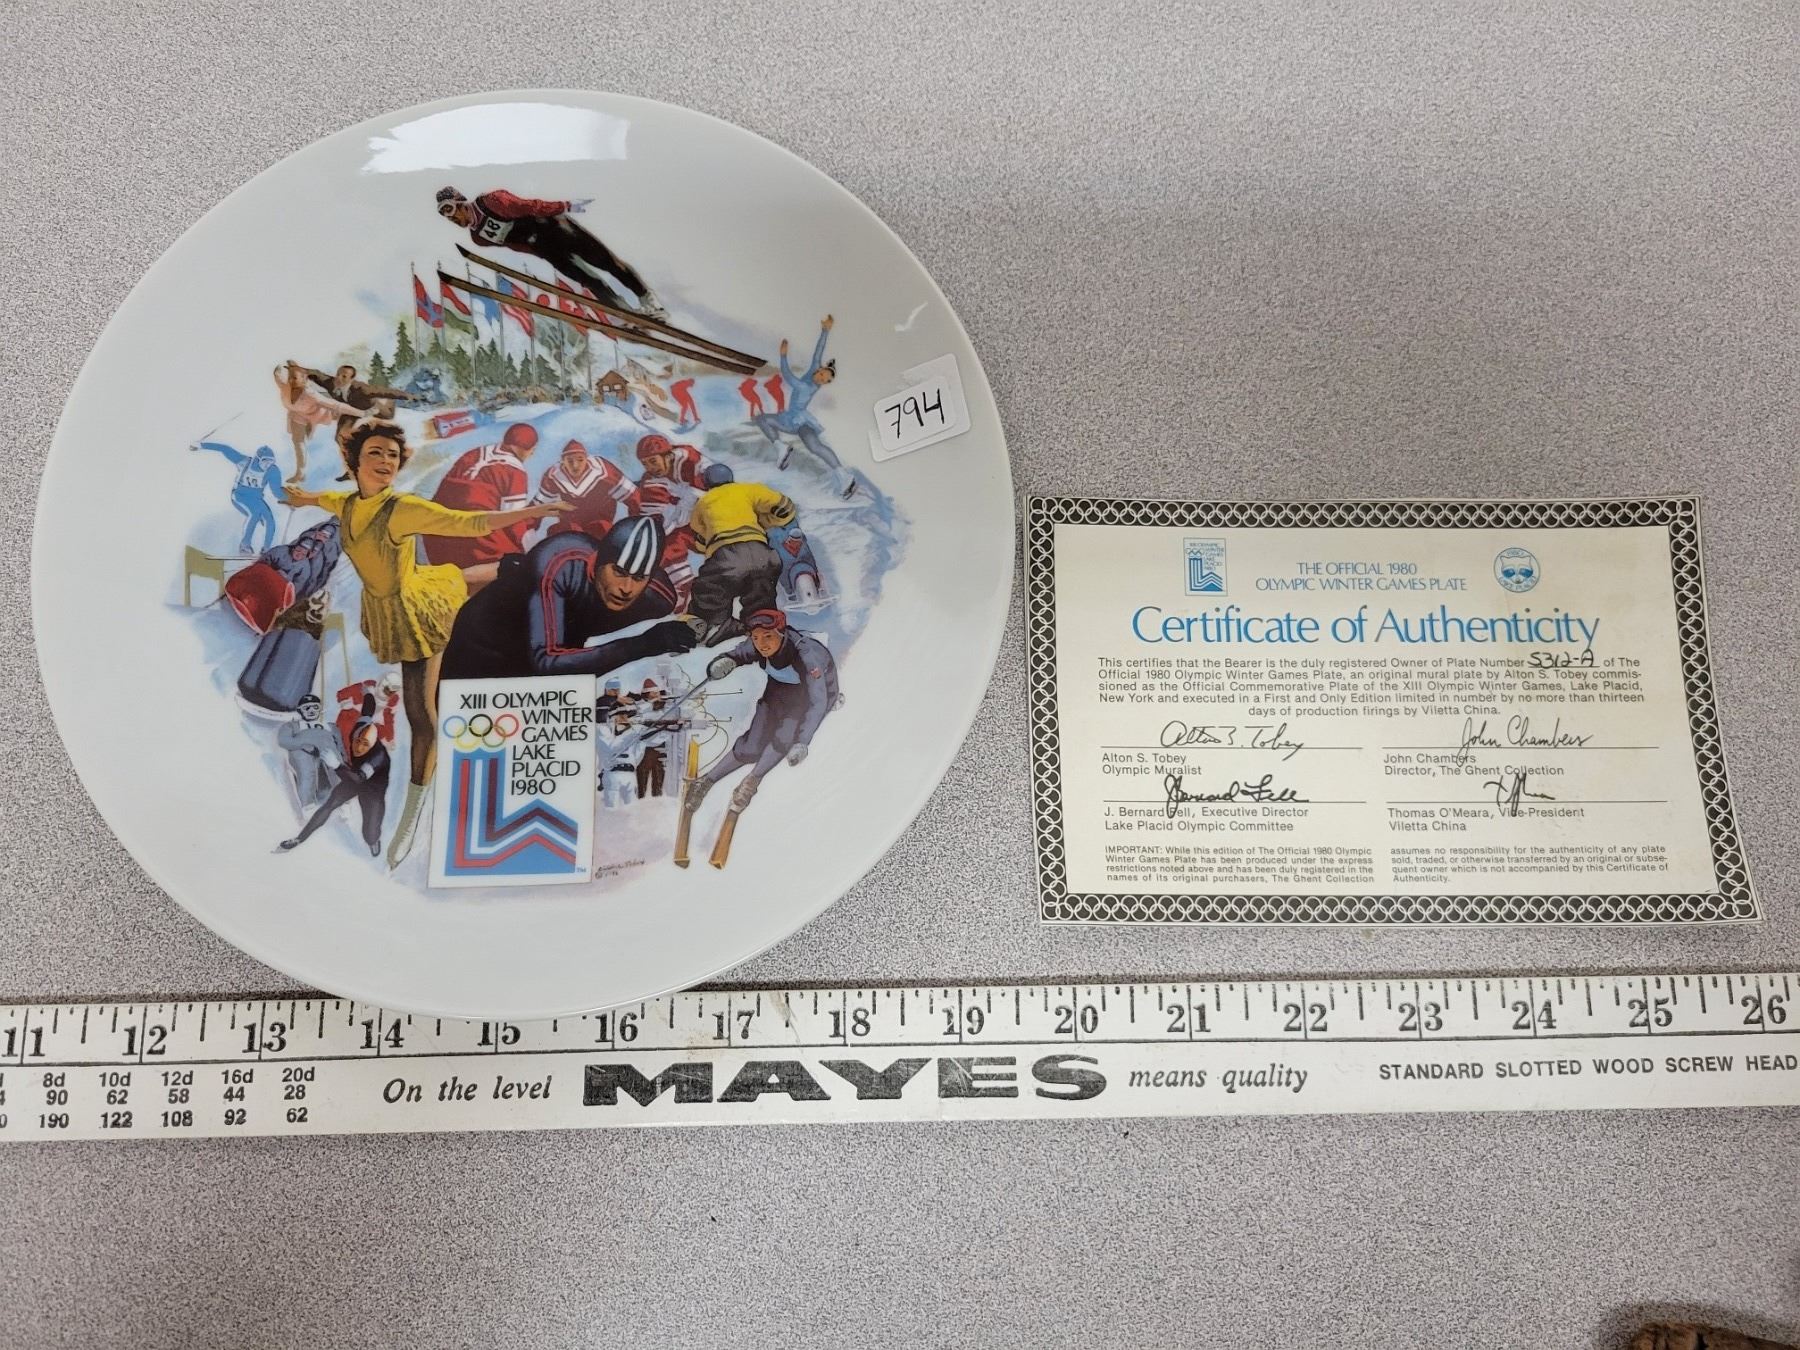 48
794
XIII OLYMPIC
WINTER
GAMES
LAKE
PLACID
1980
TM
XIII OLYMPIC
WINTER
GAMES
LAKE
PLACID
1980
THE OFFICIAL 1980
OLYMPIC WINTER GAMES PLATE
Certificate of Authenticity
This certifies that the Bearer is the duly registered Owner of Plate Number 5312-A of The
Official 1980 Olympic Winter Games Plate, an original mural plate by Alton S. Tobey commis-
sioned as the Official Commemorative Plate of the XIII Olympic Winter Games, Lake Placid,
New York and executed in a First and Only Edition limited in number by no more than thirteen
days of production firings by Viletta China.
Alton S. Tobey
Alton S. Tobey
Olympic Muralist
John Chambers
John Chambers
Director, The Ghent Collection
Bernard Fell
J. Bernard Fell, Executive Director
Lake Placid Olympic Committee
Thomas O'Meara, Vice-President
Viletta China
IMPORTANT: While this edition of The Official 1980 Olympic
Winter Games Plate has been produced under the express
restrictions noted above and has been duly registered in the
names of its original purchasers, The Ghent Collection
assumes no responsibility for the authenticity of any plate
sold, traded, or otherwise transferred by an original or subse-
quent owner which is not accompanied by this Certificate of
Authenticity.
11 12 13 14 15 16 17 18 19 20 21 22 23 24 25 26
8d 10d 12d 16d 20d
90 62 58 44 28
190 122 108 92 62
On the level MAYES means quality STANDARD SLOTTED WOOD SCREW HEAD